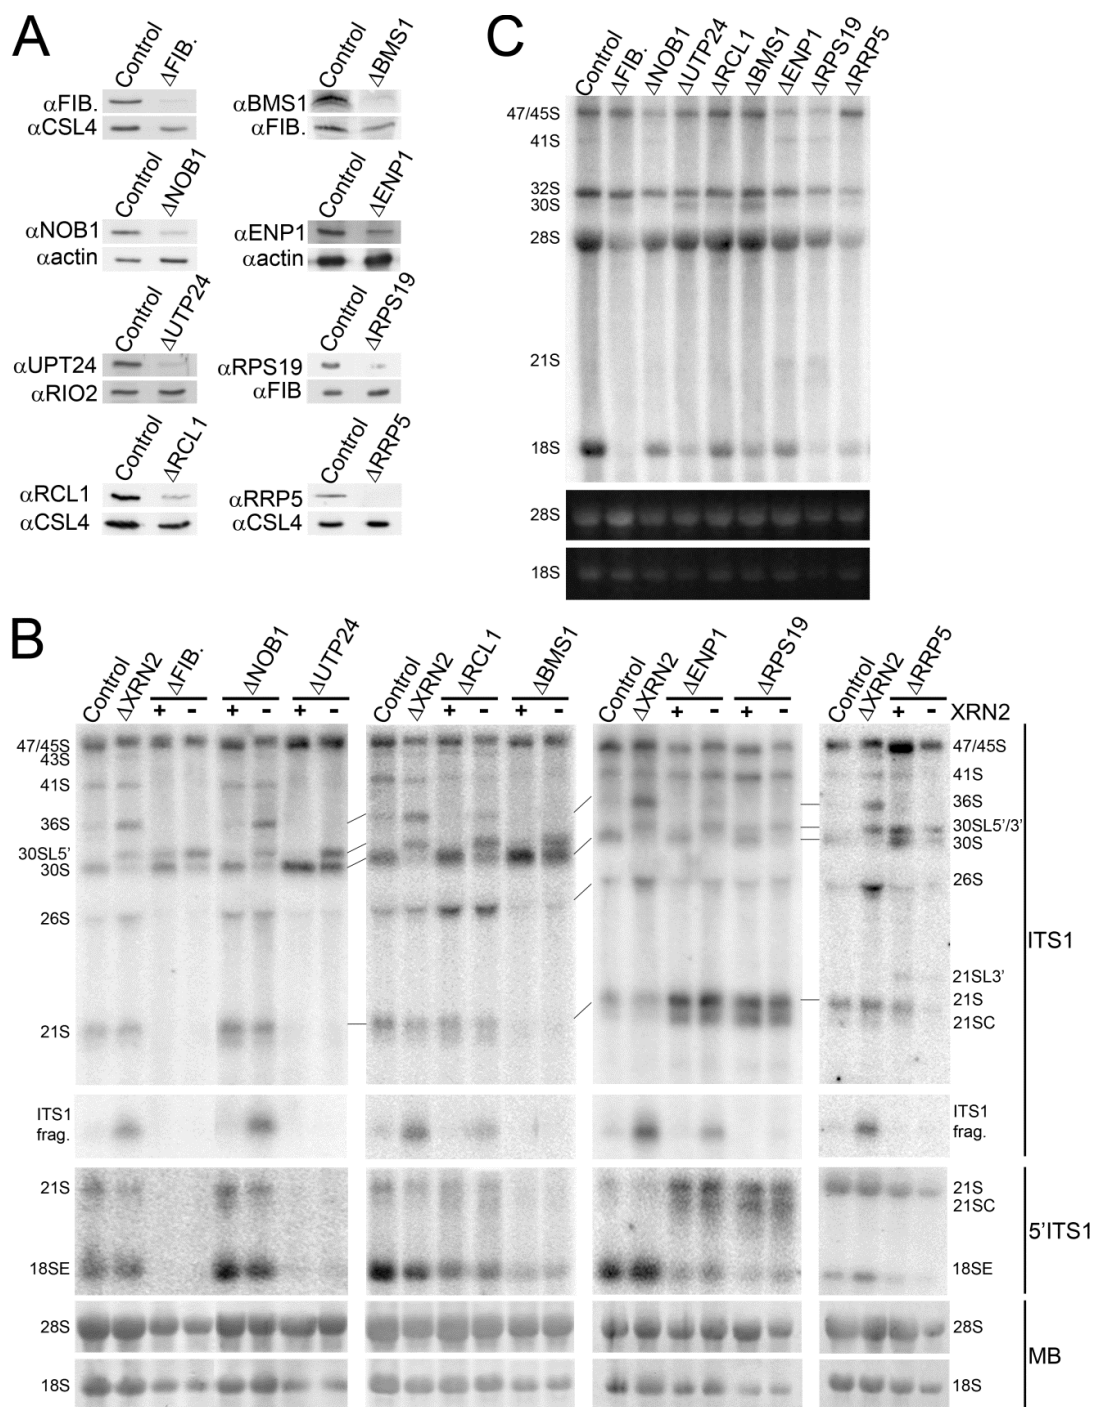 A
Control
ΔFIB.
αFIB.
αCSL4
Control
ΔBMS1
αBMS1
αFIB.
Control
ΔNOB1
αNOB1
αactin
Control
ΔENP1
αENP1
αactin
Control
ΔUTP24
αUPT24
αRIO2
Control
ΔRPS19
αRPS19
αFIB
Control
ΔRCL1
αRCL1
αCSL4
Control
ΔRRP5
αRRP5
αCSL4
C
Control
ΔFIB.
ΔNOB1
ΔUTP24
ΔRCL1
ΔBMS1
ΔENP1
ΔRPS19
ΔRRP5
47/45S
41S
32S
30S
28S
21S
18S
28S
18S
B
Control
ΔXRN2
ΔFIB.
ΔNOB1
ΔUTP24
Control
ΔXRN2
ΔRCL1
ΔBMS1
Control
ΔXRN2
ΔENP1
ΔRPS19
Control
ΔXRN2
ΔRRP5
+ - + - + - + - + - + - + - + - XRN2
47/45S
43S
41S
36S
30SL5'
30S
26S
21S
47/45S
41S
36S
30SL5'/3'
30S
26S
21SL3'
21S
21SC
ITS1
ITS1
frag.
ITS1
frag.
21S
18SE
21S
21SC
18SE
5'ITS1
28S
18S
28S
18S
MB